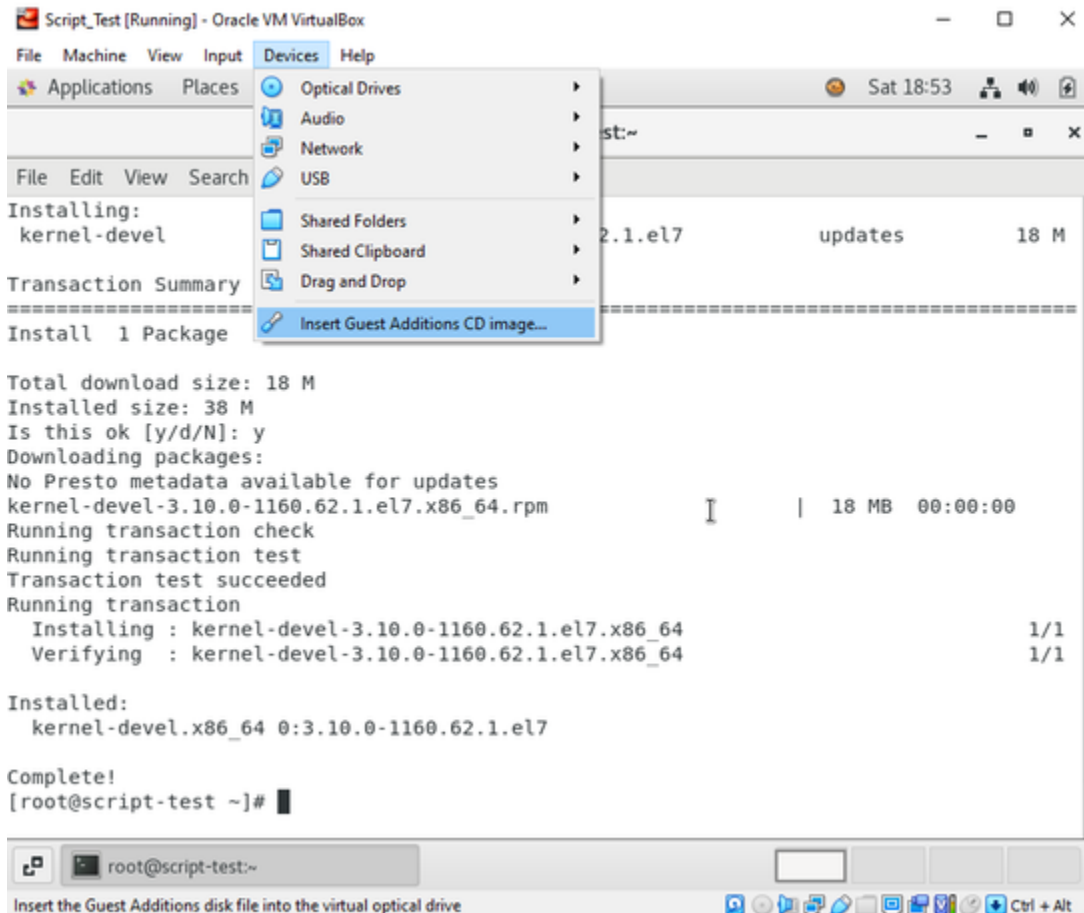 Script_Test [Running] - Oracle VM VirtualBox
File Machine View Input Devices Help
Applications Places Sat 18:53
Optical Drives
Audio
Network
USB
Shared Folders
Shared Clipboard
Drag and Drop
Insert Guest Additions CD image...
st:~
File Edit View Search
Installing:
kernel-devel 2.1.el7 updates 18 M
Transaction Summary
================================================================================
Install 1 Package
Total download size: 18 M
Installed size: 38 M
Is this ok [y/d/N]: y
Downloading packages:
No Presto metadata available for updates
kernel-devel-3.10.0-1160.62.1.el7.x86_64.rpm | 18 MB 00:00:00
Running transaction check
Running transaction test
Transaction test succeeded
Running transaction
Installing : kernel-devel-3.10.0-1160.62.1.el7.x86_64 1/1
Verifying : kernel-devel-3.10.0-1160.62.1.el7.x86_64 1/1
Installed:
kernel-devel.x86_64 0:3.10.0-1160.62.1.el7
Complete!
[root@script-test ~]#
root@script-test:~
Insert the Guest Additions disk file into the virtual optical drive Ctrl + Alt